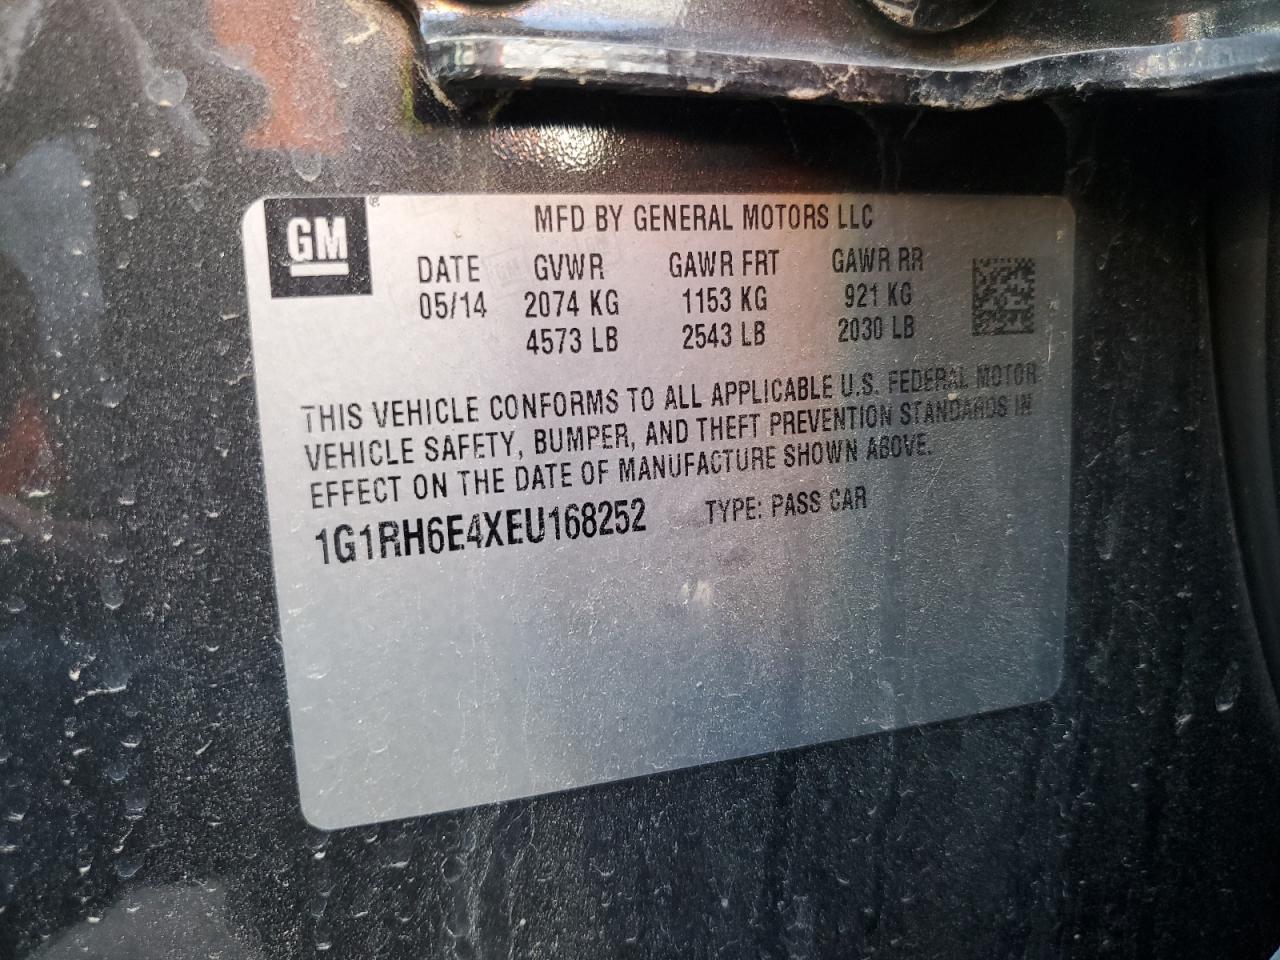 GM®
MFD BY GENERAL MOTORS LLC
DATE GVWR GAWR FRT GAWR RR
05/14 2074 KG 1153 KG 921 KG
4573 LB 2543 LB 2030 LB
THIS VEHICLE CONFORMS TO ALL APPLICABLE U.S. FEDERAL MOTOR
VEHICLE SAFETY, BUMPER, AND THEFT PREVENTION STANDARDS IN
EFFECT ON THE DATE OF MANUFACTURE SHOWN ABOVE.
1G1RH6E4XEU168252 TYPE: PASS CAR